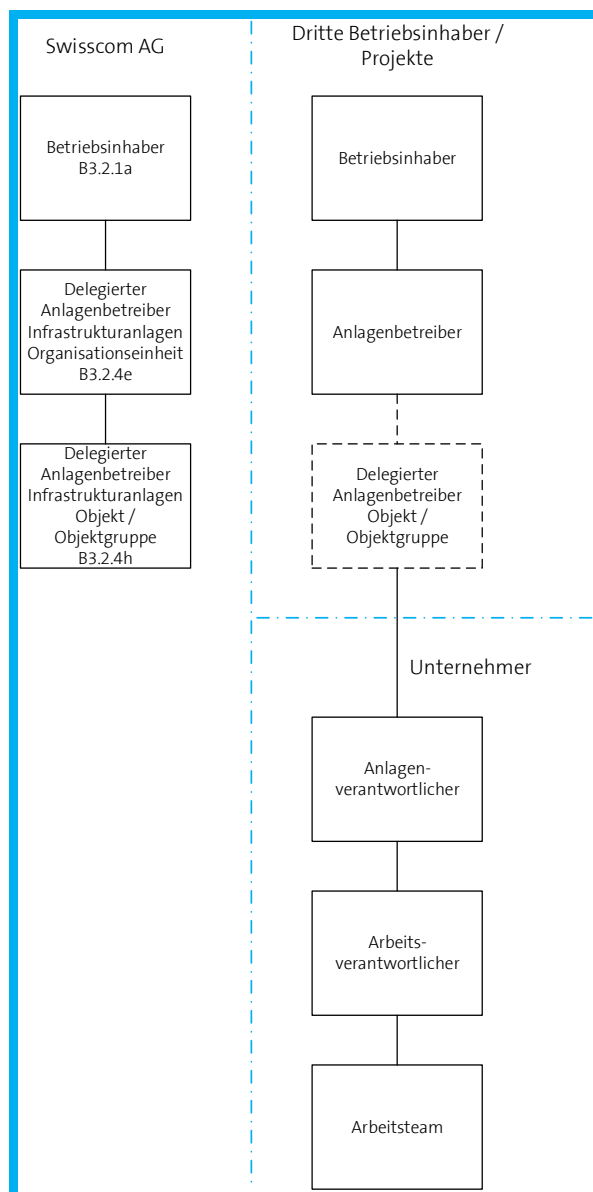 Swisscom AG
Betriebsinhaber
B3.2.1a
Delegierter
Anlagenbetreiber
Infrastrukturanlagen
Organisationseinheit
B3.2.4e
Delegierter
Anlagenbetreiber
Infrastrukturanlagen
Objekt /
Objektgruppe
B3.2.4h
Dritte Betriebsinhaber /
Projekte
Betriebsinhaber
Anlagenbetreiber
Delegierter
Anlagenbetreiber
Objekt /
Objektgruppe
Unternehmer
Anlagen-
verantwortlicher
Arbeits-
verantwortlicher
Arbeitsteam